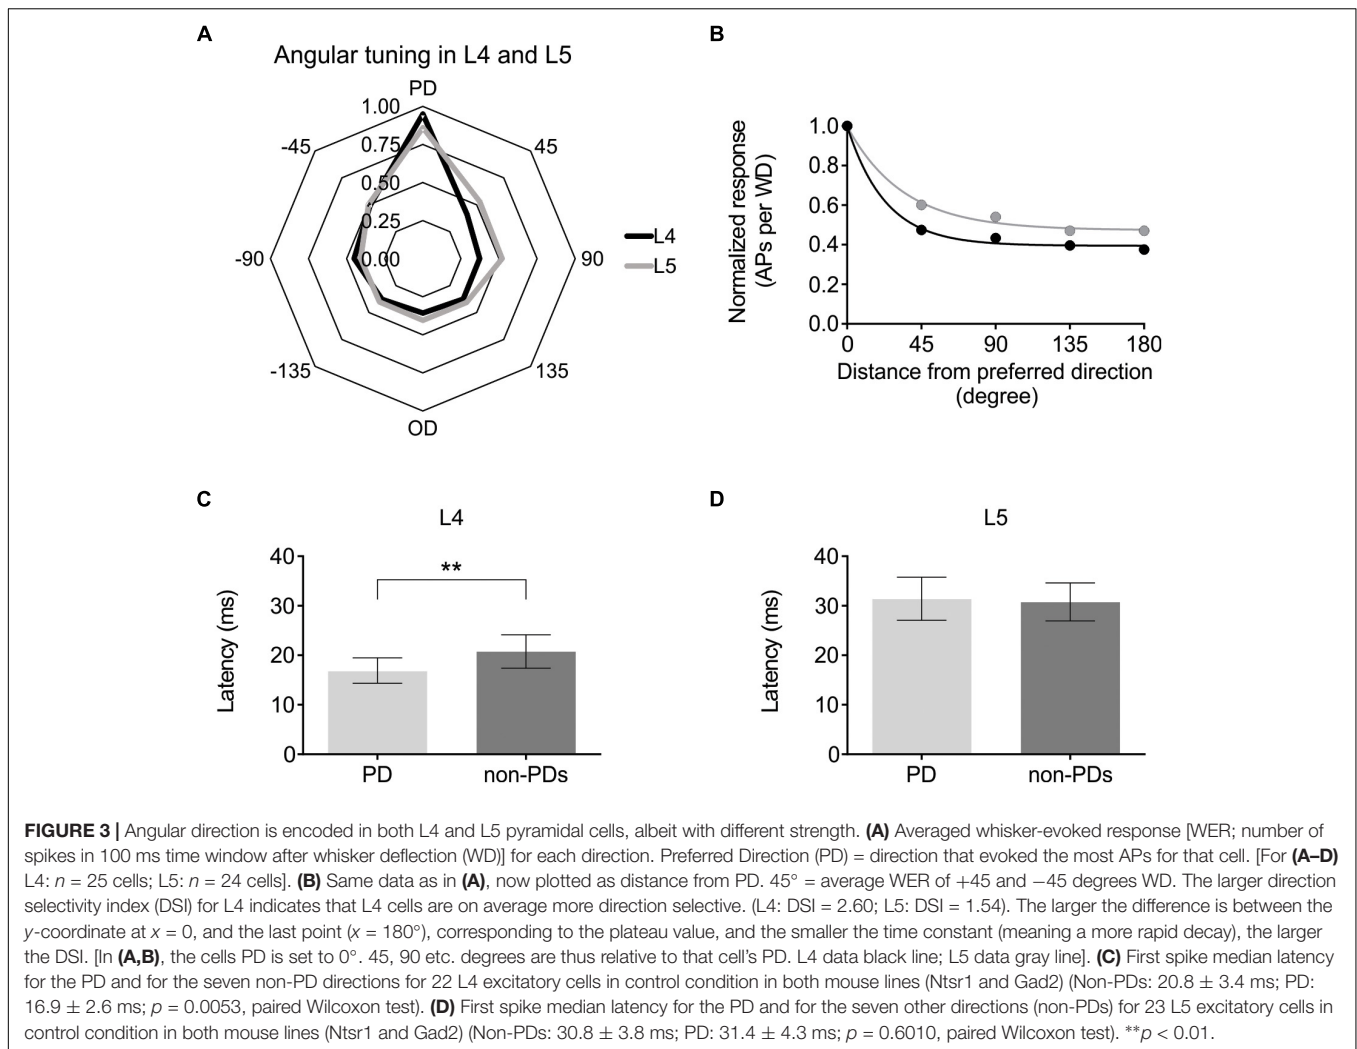 A
Angular tuning in L4 and L5
PD
1.00
-45
45
0.75
0.50
0.25
-90
0.00
90
L4
L5
-135
135
OD
B
Normalized response
(APs per WD)
1.0
0.8
0.6
0.4
0.2
0.0
0 45 90 135 180
Distance from preferred direction
(degree)
C
L4
Latency (ms)
40
**
30
20
10
0
PD non-PDs
D
L5
Latency (ms)
40
30
20
10
0
PD non-PDs
FIGURE 3 | Angular direction is encoded in both L4 and L5 pyramidal cells, albeit with different strength. (A) Averaged whisker-evoked response [WER; number of
spikes in 100 ms time window after whisker deflection (WD)] for each direction. Preferred Direction (PD) = direction that evoked the most APs for that cell. [For (A–D)
L4: n = 25 cells; L5: n = 24 cells]. (B) Same data as in (A), now plotted as distance from PD. 45° = average WER of +45 and −45 degrees WD. The larger direction
selectivity index (DSI) for L4 indicates that L4 cells are on average more direction selective. (L4: DSI = 2.60; L5: DSI = 1.54). The larger the difference is between the
y-coordinate at x = 0, and the last point (x = 180°), corresponding to the plateau value, and the smaller the time constant (meaning a more rapid decay), the larger
the DSI. [In (A,B), the cells PD is set to 0°. 45, 90 etc. degrees are thus relative to that cell's PD. L4 data black line; L5 data gray line]. (C) First spike median latency
for the PD and for the seven non-PD directions for 22 L4 excitatory cells in control condition in both mouse lines (Ntsr1 and Gad2) (Non-PDs: 20.8 ± 3.4 ms; PD:
16.9 ± 2.6 ms; p = 0.0053, paired Wilcoxon test). (D) First spike median latency for the PD and for the seven other directions (non-PDs) for 23 L5 excitatory cells in
control condition in both mouse lines (Ntsr1 and Gad2) (Non-PDs: 30.8 ± 3.8 ms; PD: 31.4 ± 4.3 ms; p = 0.6010, paired Wilcoxon test). **p < 0.01.